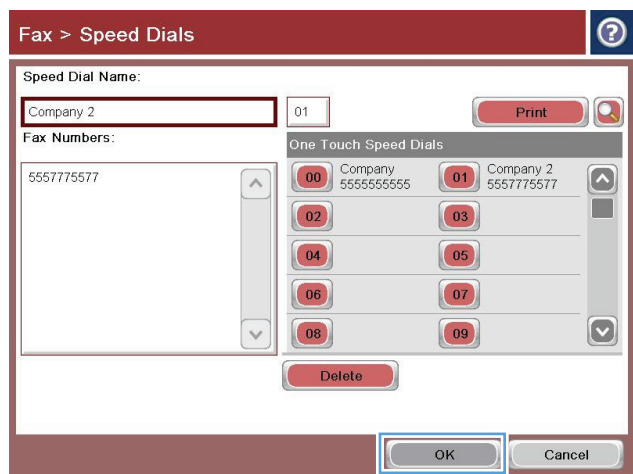 Fax > Speed Dials
?
Speed Dial Name:
Company 2
01
Print
Fax Numbers:
5557775577
One Touch Speed Dials
00 Company 5555555555
01 Company 2 5557775577
02
03
04
05
06
07
08
09
Delete
OK
Cancel